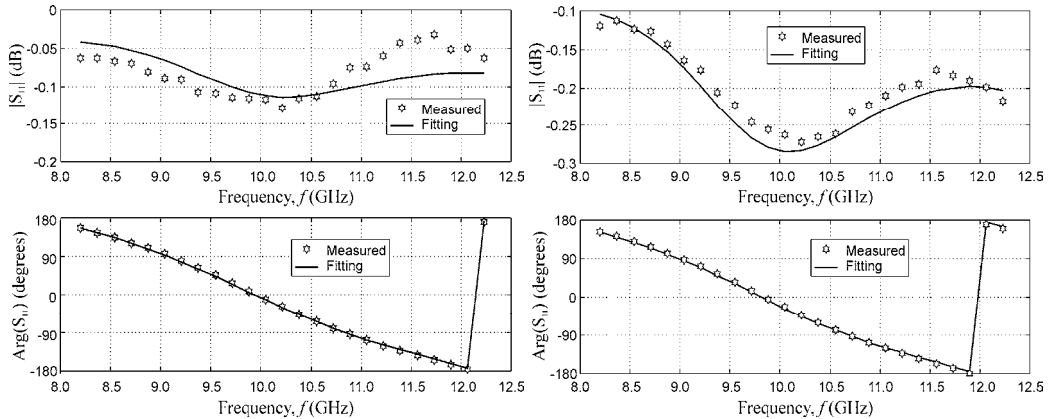 0
-0.05
-0.1
-0.15
-0.2
|S₁₁| (dB)
Measured
Fitting
8.0 8.5 9.0 9.5 10.0 10.5 11.0 11.5 12.0 12.5
Frequency, f (GHz)
-0.1
-0.15
-0.2
-0.25
-0.3
|S₁₁| (dB)
Measured
Fitting
8.0 8.5 9.0 9.5 10.0 10.5 11.0 11.5 12.0 12.5
Frequency, f (GHz)
180
90
0
-90
-180
Arg(S₁₁) (degrees)
Measured
Fitting
8.0 8.5 9.0 9.5 10.0 10.5 11.0 11.5 12.0 12.5
Frequency, f (GHz)
180
90
0
-90
-180
Arg(S₁₁) (degrees)
Measured
Fitting
8.0 8.5 9.0 9.5 10.0 10.5 11.0 11.5 12.0 12.5
Frequency, f (GHz)